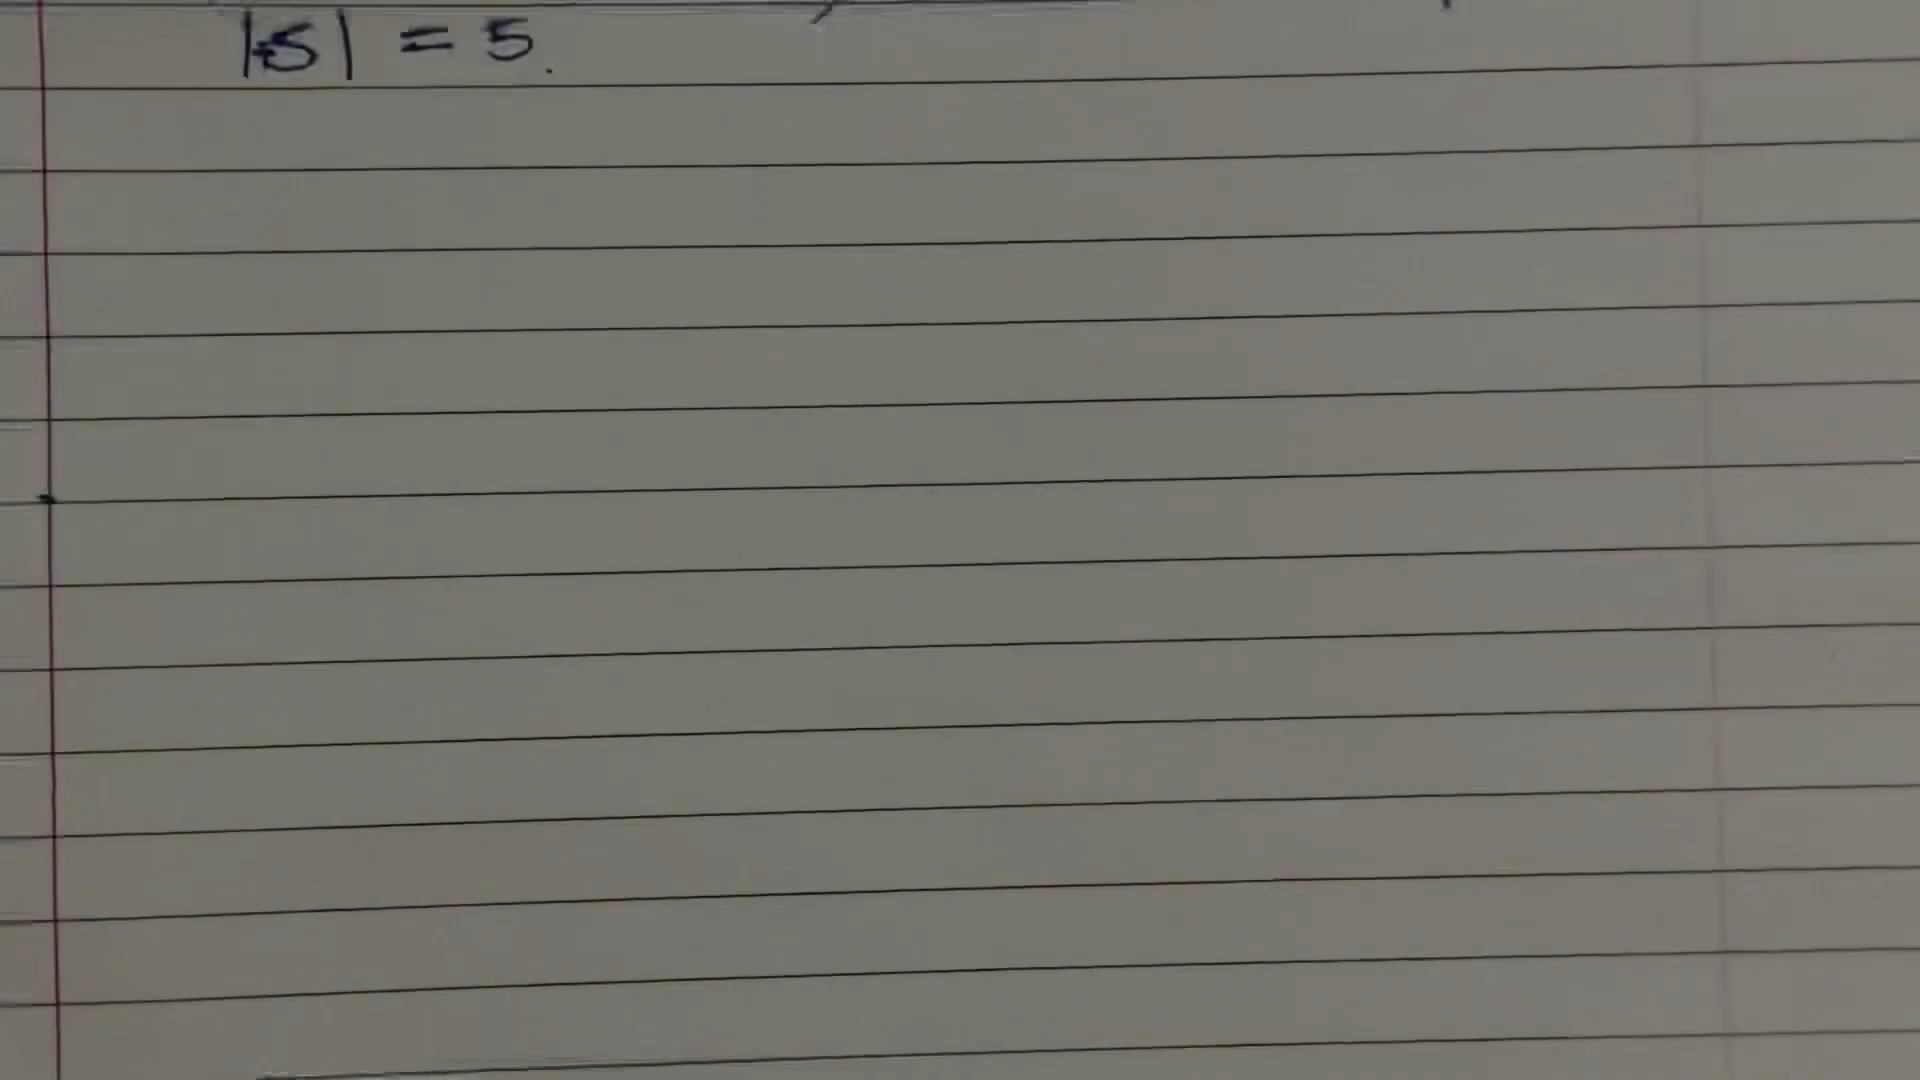 |-5| = 5.